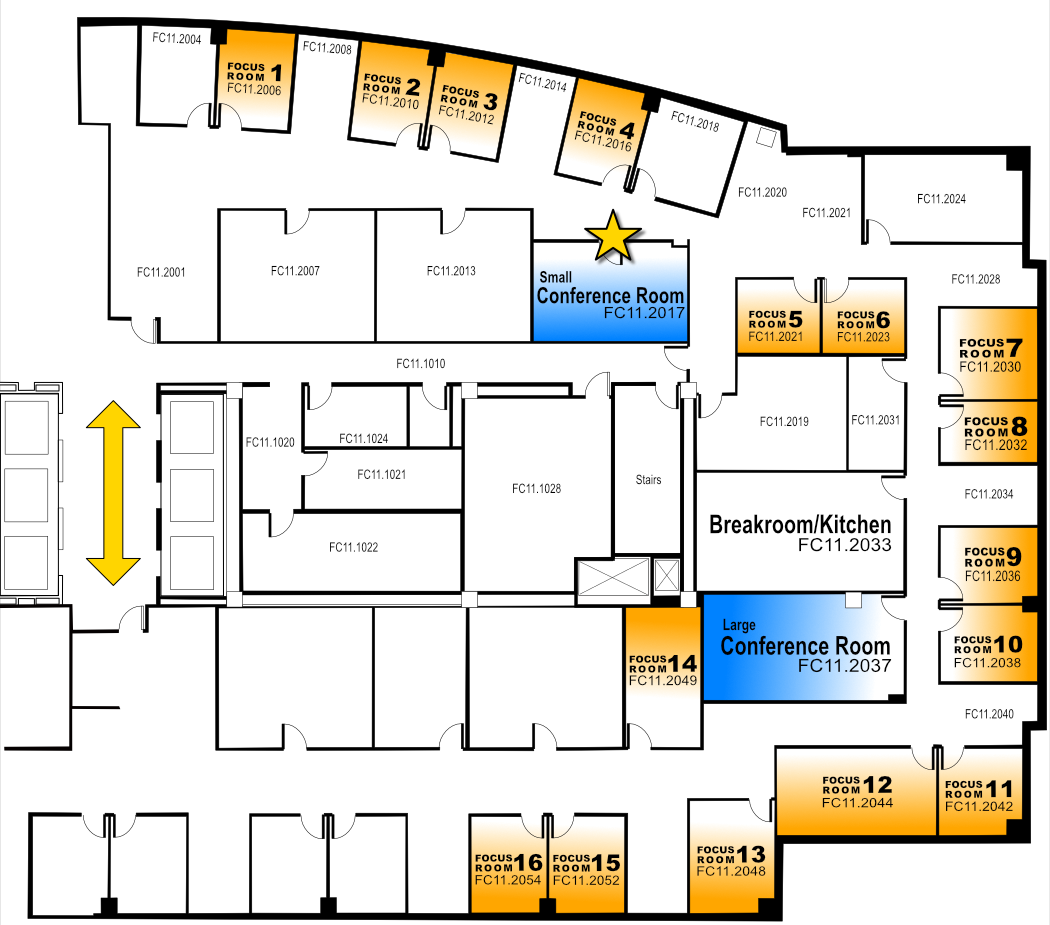 FC11.2004
FOCUS
ROOM 1
FC11.2006
FC11.2008
FOCUS
ROOM 2
FC11.2010
FOCUS
ROOM 3
FC11.2012
FC11.2014
FOCUS
ROOM 4
FC11.2016
FC11.2018
FC11.2020
FC11.2021
FC11.2024
FC11.2001
FC11.2007
FC11.2013
Small
Conference Room
FC11.2017
FC11.2028
FOCUS
ROOM 5
FC11.2021
FOCUS
ROOM 6
FC11.2023
FOCUS
ROOM 7
FC11.2030
FC11.1010
FOCUS
ROOM 8
FC11.2032
FC11.1020
FC11.1024
FC11.2019
FC11.2031
FC11.1021
FC11.1028
Stairs
FC11.2034
Breakroom/Kitchen
FC11.2033
FC11.1022
FOCUS
ROOM 9
FC11.2036
Large
Conference Room
FC11.2037
FOCUS
ROOM 10
FC11.2038
FOCUS
ROOM 14
FC11.2049
FC11.2040
FOCUS
ROOM 12
FC11.2044
FOCUS
ROOM 11
FC11.2042
FOCUS
ROOM 16
FC11.2054
FOCUS
ROOM 15
FC11.2052
FOCUS
ROOM 13
FC11.2048